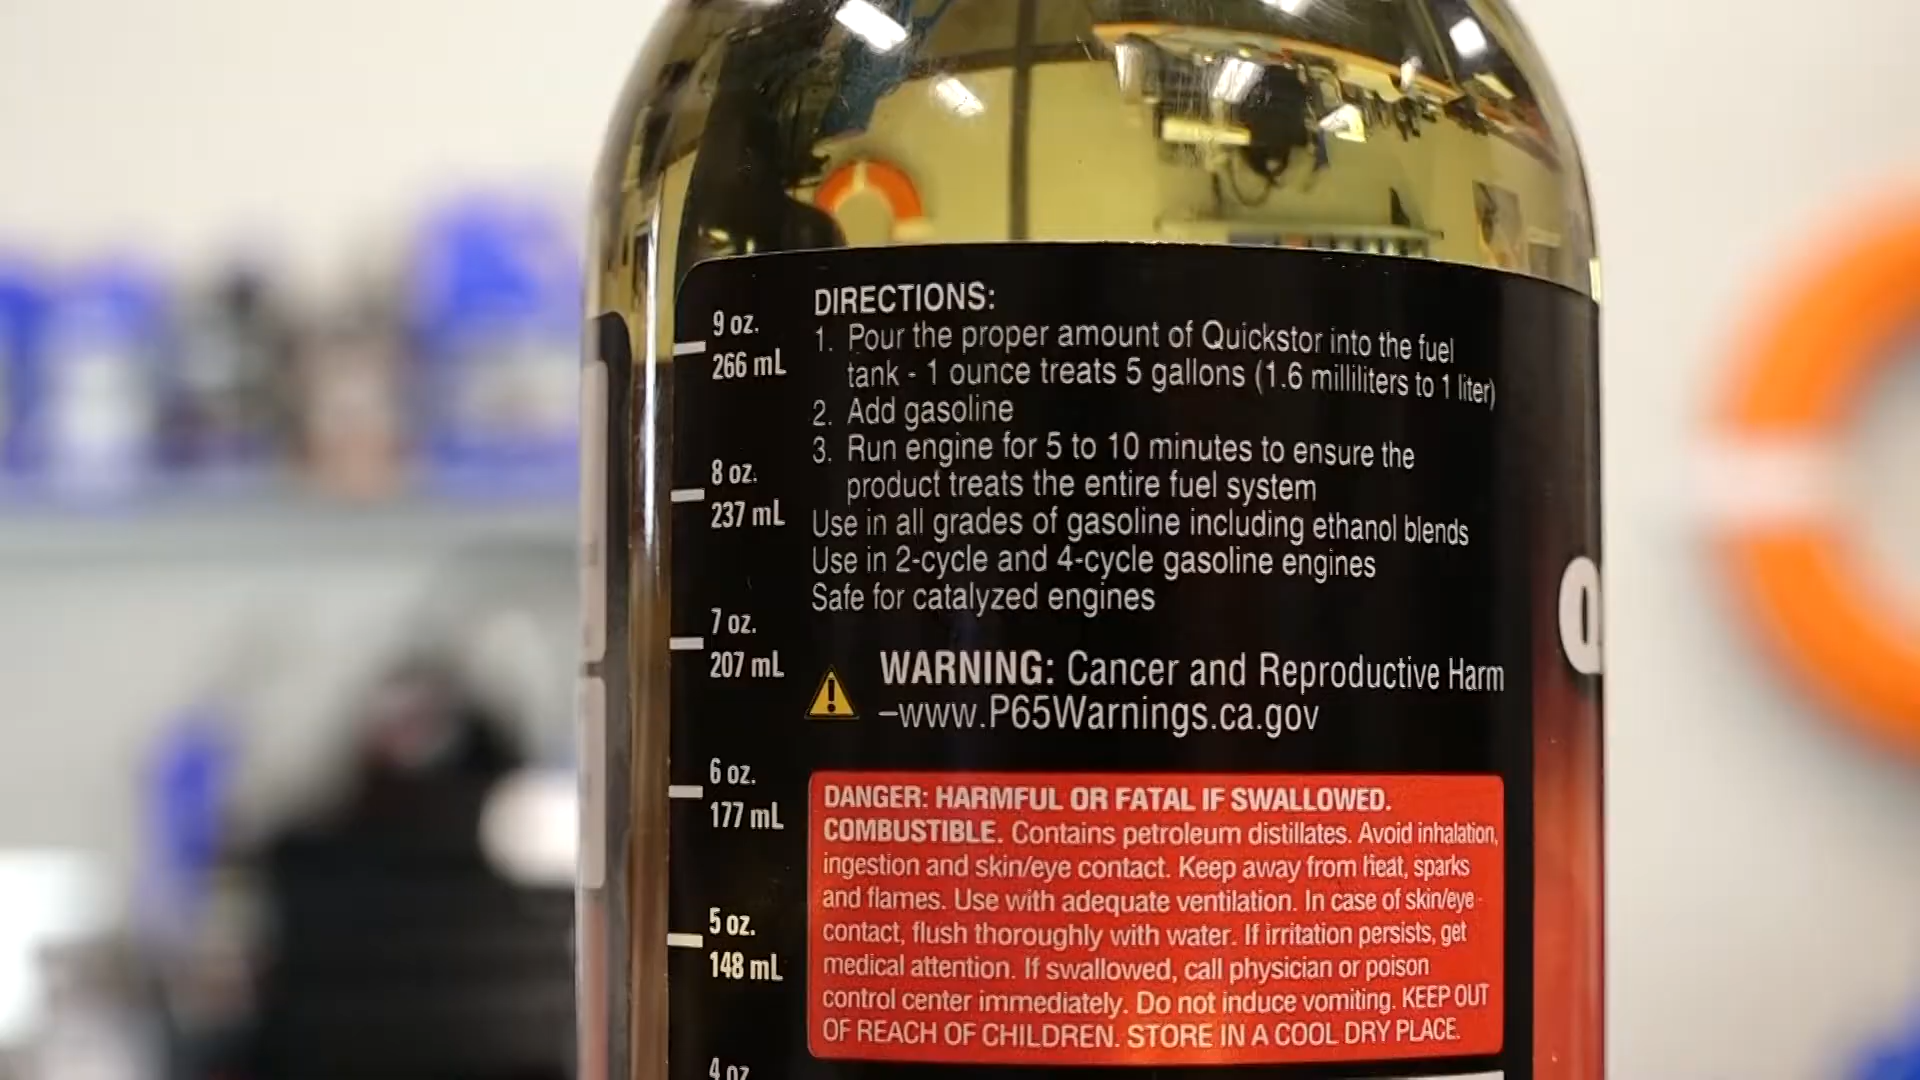 9 oz.
266 mL
8 oz.
237 mL
7 oz.
207 mL
6 oz.
177 mL
5 oz.
148 mL
4 oz
DIRECTIONS:
1. Pour the proper amount of Quickstor into the fuel
tank - 1 ounce treats 5 gallons (1.6 milliliters to 1 liter)
2. Add gasoline
3. Run engine for 5 to 10 minutes to ensure the
product treats the entire fuel system
Use in all grades of gasoline including ethanol blends
Use in 2-cycle and 4-cycle gasoline engines
Safe for catalyzed engines
WARNING: Cancer and Reproductive Harm
–www.P65Warnings.ca.gov
DANGER: HARMFUL OR FATAL IF SWALLOWED.
COMBUSTIBLE. Contains petroleum distillates. Avoid inhalation,
ingestion and skin/eye contact. Keep away from heat, sparks
and flames. Use with adequate ventilation. In case of skin/eye
contact, flush thoroughly with water. If irritation persists, get
medical attention. If swallowed, call physician or poison
control center immediately. Do not induce vomiting. KEEP OUT
OF REACH OF CHILDREN. STORE IN A COOL DRY PLACE.